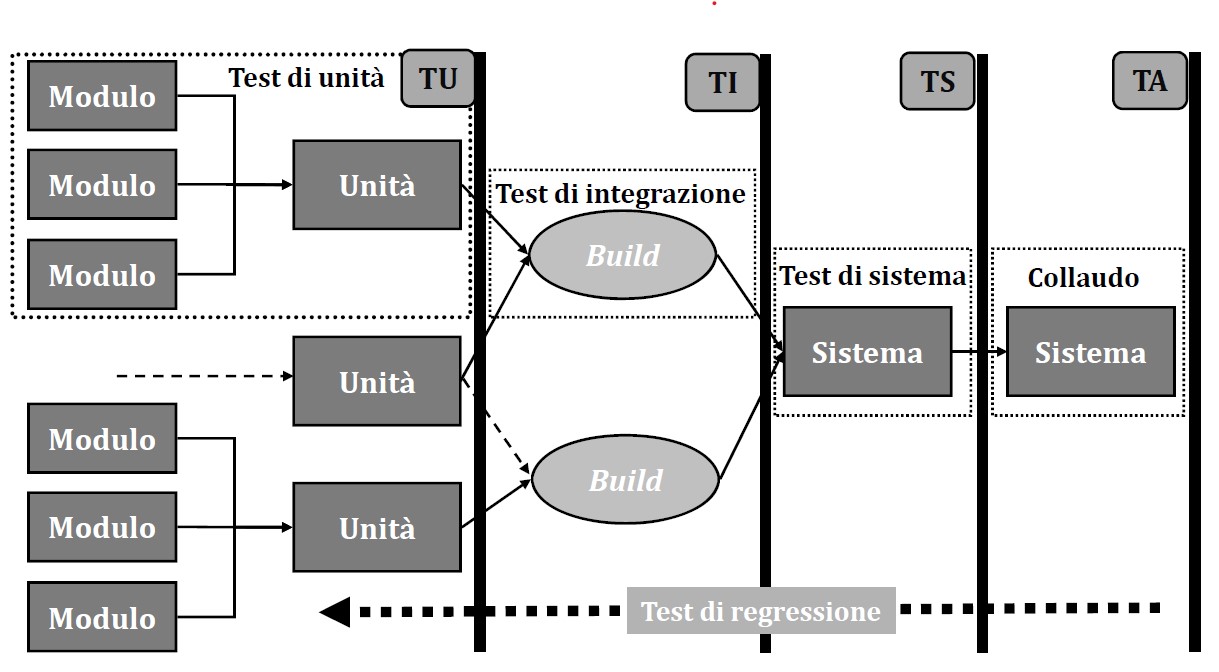 Test di unità
TU
TI
TS
TA
Modulo
Modulo
Unità
Modulo
Test di integrazione
Build
Test di sistema
Sistema
Collaudo
Sistema
Unità
Modulo
Build
Modulo
Unità
Modulo
Test di regressione